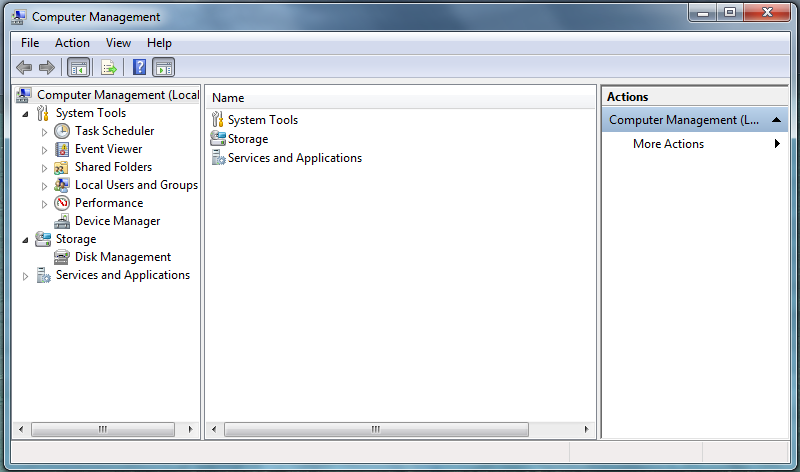 Computer Management
File Action View Help
Computer Management (Local
System Tools
Task Scheduler
Event Viewer
Shared Folders
Local Users and Groups
Performance
Device Manager
Storage
Disk Management
Services and Applications
Name
System Tools
Storage
Services and Applications
Actions
Computer Management (L...
More Actions